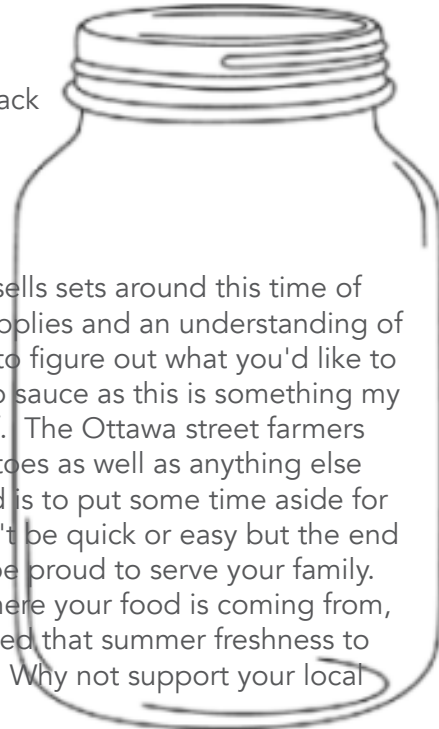 ack
sells sets around this time of
pplies and an understanding of
to figure out what you'd like to
o sauce as this is something my
. The Ottawa street farmers
toes as well as anything else
d is to put some time aside for
't be quick or easy but the end
be proud to serve your family.
here your food is coming from,
ed that summer freshness to
Why not support your local